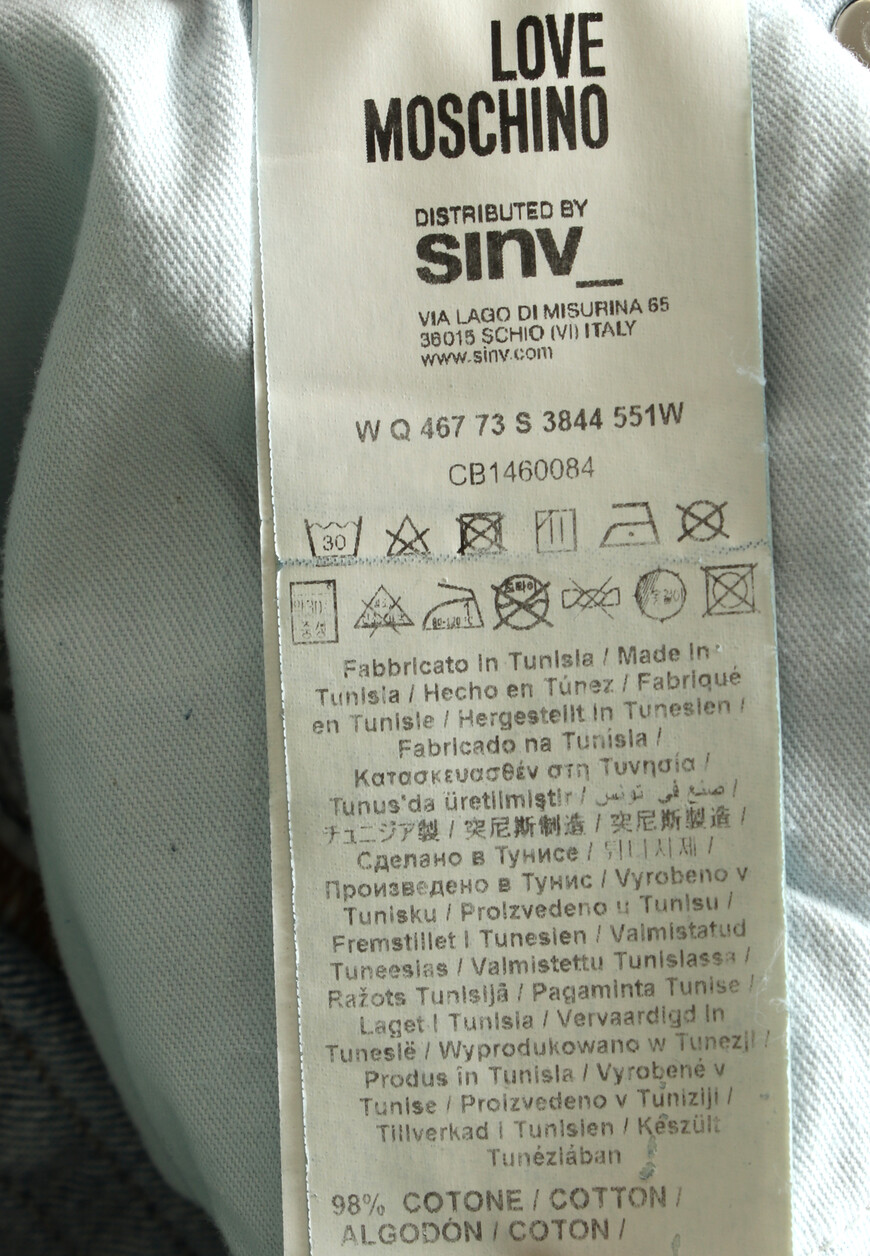 LOVE
MOSCHINO
DISTRIBUTED BY
sinv_
VIA LAGO DI MISURINA 65
36015 SCHIO (VI) ITALY
www.sinv.com
W Q 467 73 S 3844 551W
CB1460084
30
80-120°C
Fabbricato in Tunisia / Made in
Tunisia / Hecho en Túnez / Fabriqué
en Tunisie / Hergestellt in Tunesien /
Fabricado na Tunísia /
Κατασκευασθέν στη Τυνησία /
Tunus'da üretilmiştir / صنع في تونس /
チュニジア製 / 突尼斯制造 / 突尼斯製造 /
Сделано в Тунисе / /
Произведено в Тунис / Vyrobeno v
Tunisku / Proizvedeno u Tunisu /
Fremstillet i Tunesien / Valmistatud
Tuneesias / Valmistettu Tunisiassa /
Ražots Tunisijā / Pagaminta Tunise /
Laget i Tunisia / Vervaardigd in
Tunesië / Wyprodukowano w Tunezji /
Produs în Tunisia / Vyrobené v
Tunise / Proizvedeno v Tuniziji /
Tillverkad i Tunisien / Készült
Tunéziában
98% COTONE / COTTON /
ALGODÓN / COTON /